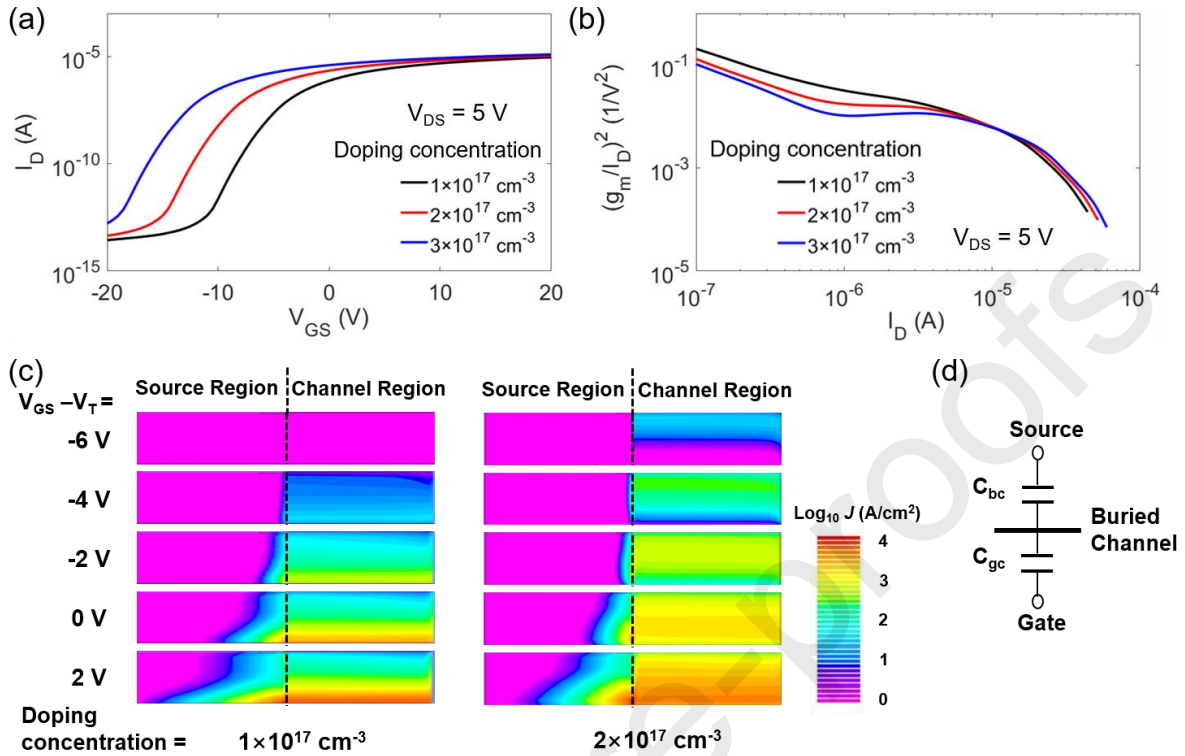 (a)
10^-5
10^-10
10^-15
I_D (A)
V_DS = 5 V
Doping concentration
1×10^17 cm^-3
2×10^17 cm^-3
3×10^17 cm^-3
-20 -10 0 10 20
V_GS (V)
(b)
10^-1
10^-3
10^-5
(g_m/I_D)^2 (1/V^2)
Doping concentration
1×10^17 cm^-3
2×10^17 cm^-3
3×10^17 cm^-3
V_DS = 5 V
10^-7 10^-6 10^-5 10^-4
I_D (A)
(c)
Source Region Channel Region
Source Region Channel Region
V_GS –V_T =
-6 V
-4 V
-2 V
0 V
2 V
Doping
concentration = 1×10^17 cm^-3 2×10^17 cm^-3
Log_10 J (A/cm^2)
4
3
2
1
0
(d)
Source
C_bc
Buried
Channel
C_gc
Gate
e-proofs